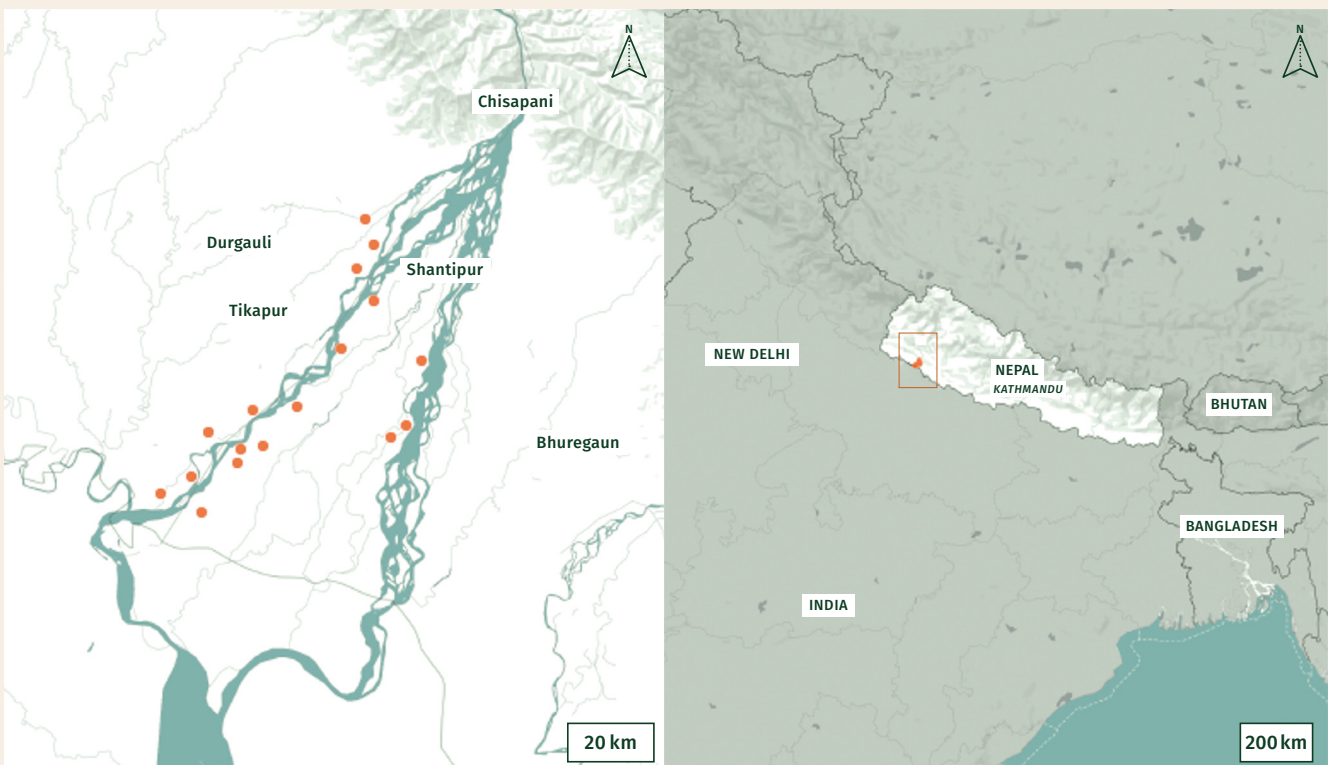 N
Chisapani
Durgauli
Shantipur
Tikapur
Bhuregaun
20 km
N
NEW DELHI
NEPAL
KATHMANDU
BHUTAN
BANGLADESH
INDIA
200 km